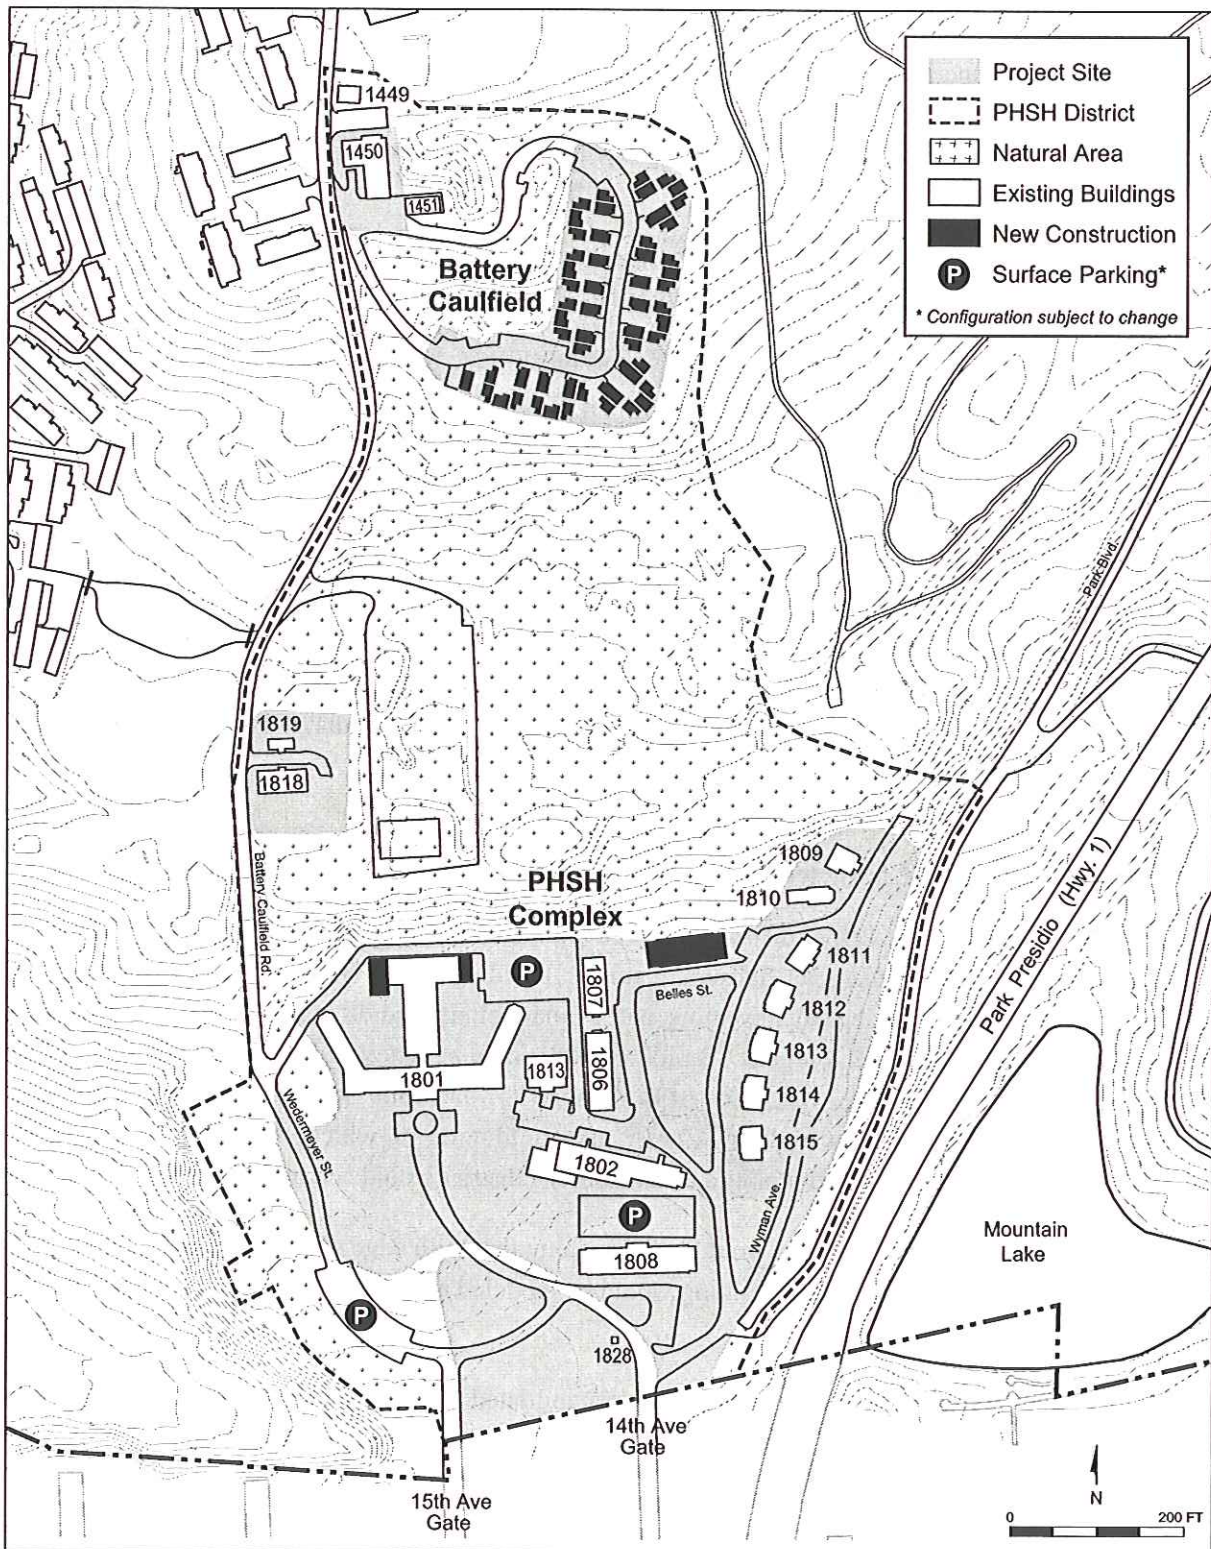 1449
1450
1451
Project Site
PHSH District
Natural Area
Existing Buildings
New Construction
P Surface Parking*
* Configuration subject to change
Battery
Caulfield
Park Blvd.
1819
1818
Battery Caulfield Rd.
PHSH
Complex
1809
1810
Park Presidio (Hwy. 1)
P
1807
Belles St.
1811
1812
1813
1801
1813
1806
1814
Wedermeyer St.
1802
1815
P
Wyman Ave.
1808
Mountain
Lake
P
1828
14th Ave
Gate
15th Ave
Gate
N
0 200 FT